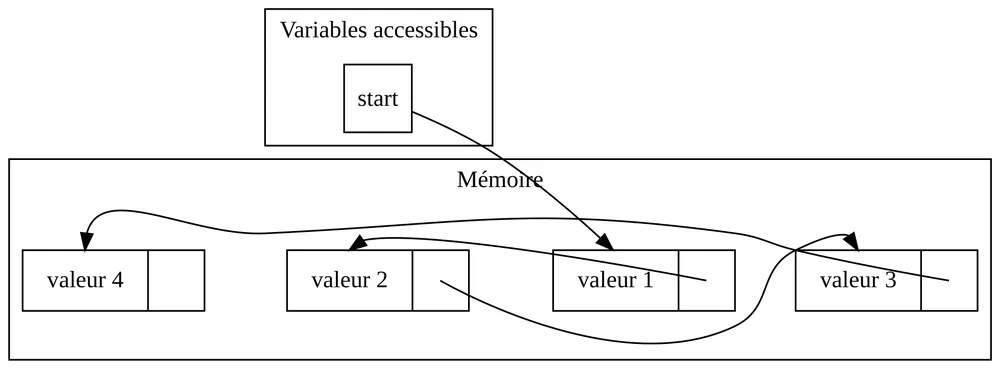 Variables accessibles
start
Mémoire
valeur 4
valeur 2
valeur 1
valeur 3